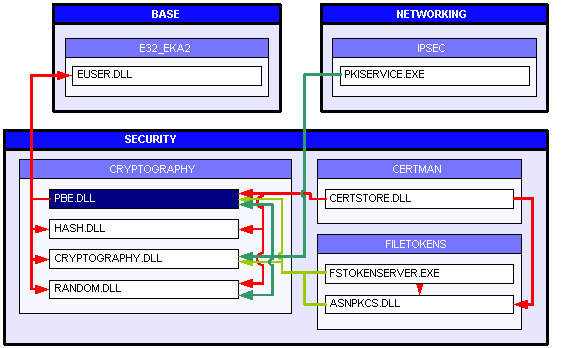 BASE
E32_EKA2
EUSER.DLL
NETWORKING
IPSEC
PKISERVICE.EXE
SECURITY
CRYPTOGRAPHY
PBE.DLL
HASH.DLL
CRYPTOGRAPHY.DLL
RANDOM.DLL
CERTMAN
CERTSTORE.DLL
FILETOKENS
FSTOKENSERVER.EXE
ASNPKCS.DLL